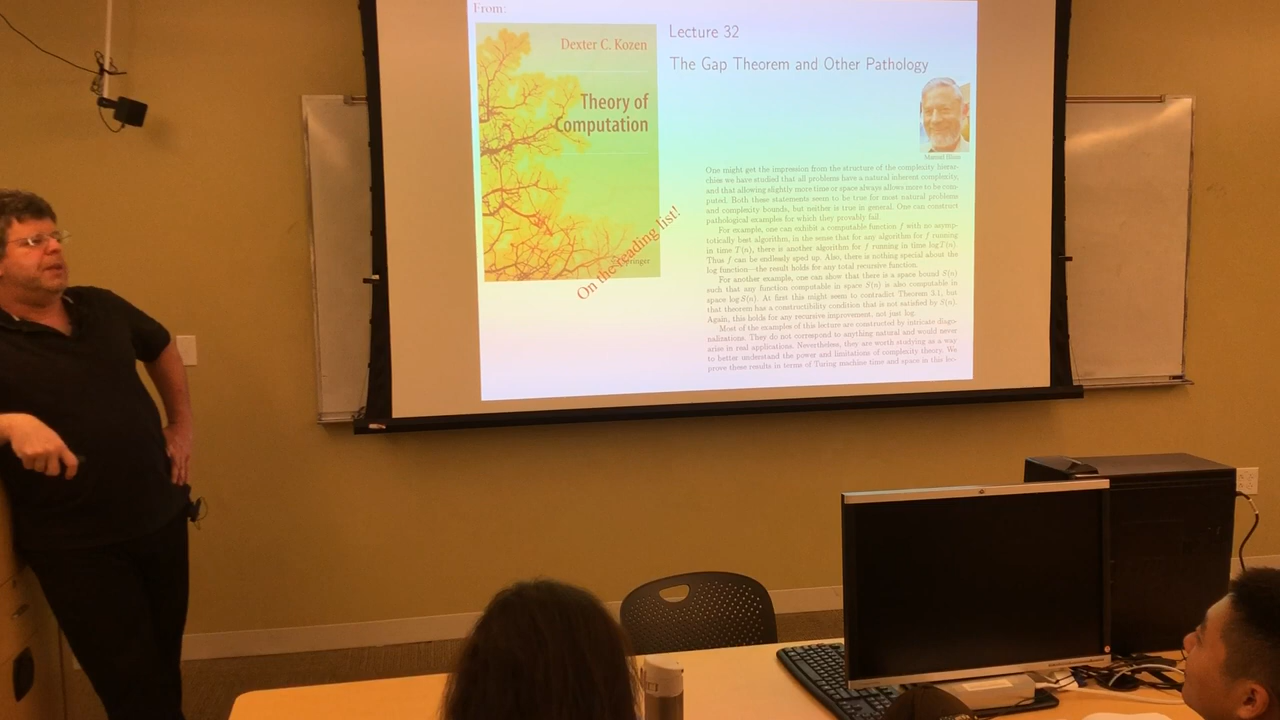 From:
Dexter C. Kozen
Theory of
Computation
Springer
On the reading list!
Lecture 32
The Gap Theorem and Other Pathology
Manuel Blum
One might get the impression from the structure of the complexity hierar-
chies we have studied that all problems have a natural inherent complexity,
and that allowing slightly more time or space always allows more to be com-
puted. Both these statements seem to be true for most natural problems
and complexity bounds, but neither is true in general. One can construct
pathological examples for which they provably fail.
For example, one can exhibit a computable function f with no asymp-
totically best algorithm, in the sense that for any algorithm for f running
in time T(n), there is another algorithm for f running in time log T(n).
Thus f can be endlessly sped up. Also, there is nothing special about the
log function—the result holds for any total recursive function.
For another example, one can show that there is a space bound S(n)
such that any function computable in space S(n) is also computable in
space log S(n). At first this might seem to contradict Theorem 3.1, but
that theorem has a constructibility condition that is not satisfied by S(n).
Again, this holds for any recursive improvement, not just log.
Most of the examples of this lecture are constructed by intricate diago-
nalizations. They do not correspond to anything natural and would never
arise in real applications. Nevertheless, they are worth studying as a way
to better understand the power and limitations of complexity theory. We
prove these results in terms of Turing machine time and space in this lec-